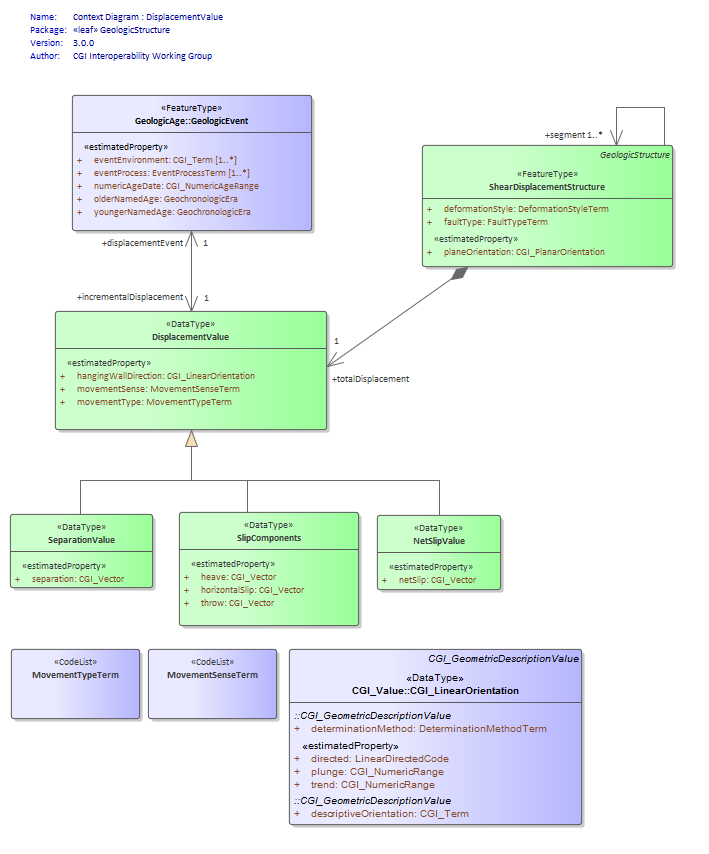 Name: Context Diagram : DisplacementValue
Package: «leaf» GeologicStructure
Version: 3.0.0
Author: CGI Interoperability Working Group
«FeatureType»
GeologicAge::GeologicEvent
«estimatedProperty»
+ eventEnvironment: CGI_Term [1..*]
+ eventProcess: EventProcessTerm [1..*]
+ numericAgeDate: CGI_NumericAgeRange
+ olderNamedAge: GeochronologicEra
+ youngerNamedAge: GeochronologicEra
+segment 1..*
GeologicStructure
«FeatureType»
ShearDisplacementStructure
+ deformationStyle: DeformationStyleTerm
+ faultType: FaultTypeTerm
«estimatedProperty»
+ planeOrientation: CGI_PlanarOrientation
+displacementEvent 1
+incrementalDisplacement 1
1
+totalDisplacement
«DataType»
DisplacementValue
«estimatedProperty»
+ hangingWallDirection: CGI_LinearOrientation
+ movementSense: MovementSenseTerm
+ movementType: MovementTypeTerm
«DataType»
SeparationValue
«estimatedProperty»
+ separation: CGI_Vector
«DataType»
SlipComponents
«estimatedProperty»
+ heave: CGI_Vector
+ horizontalSlip: CGI_Vector
+ throw: CGI_Vector
«DataType»
NetSlipValue
«estimatedProperty»
+ netSlip: CGI_Vector
«CodeList»
MovementTypeTerm
«CodeList»
MovementSenseTerm
CGI_GeometricDescriptionValue
«DataType»
CGI_Value::CGI_LinearOrientation
::CGI_GeometricDescriptionValue
+ determinationMethod: DeterminationMethodTerm
«estimatedProperty»
+ directed: LinearDirectedCode
+ plunge: CGI_NumericRange
+ trend: CGI_NumericRange
::CGI_GeometricDescriptionValue
+ descriptiveOrientation: CGI_Term